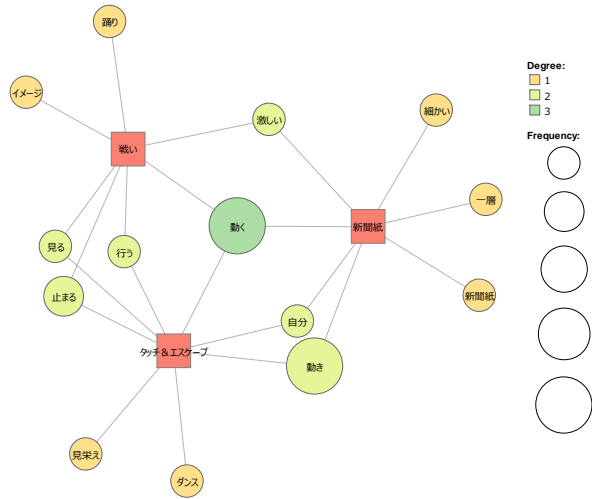 踊り
イメージ
激しい
細かい
戦い
一層
動く
新聞紙
見る
行う
止まる
新聞紙
自分
タッチ＆エスケープ
動き
見栄え
ダンス
Degree:
1
2
3
Frequency: